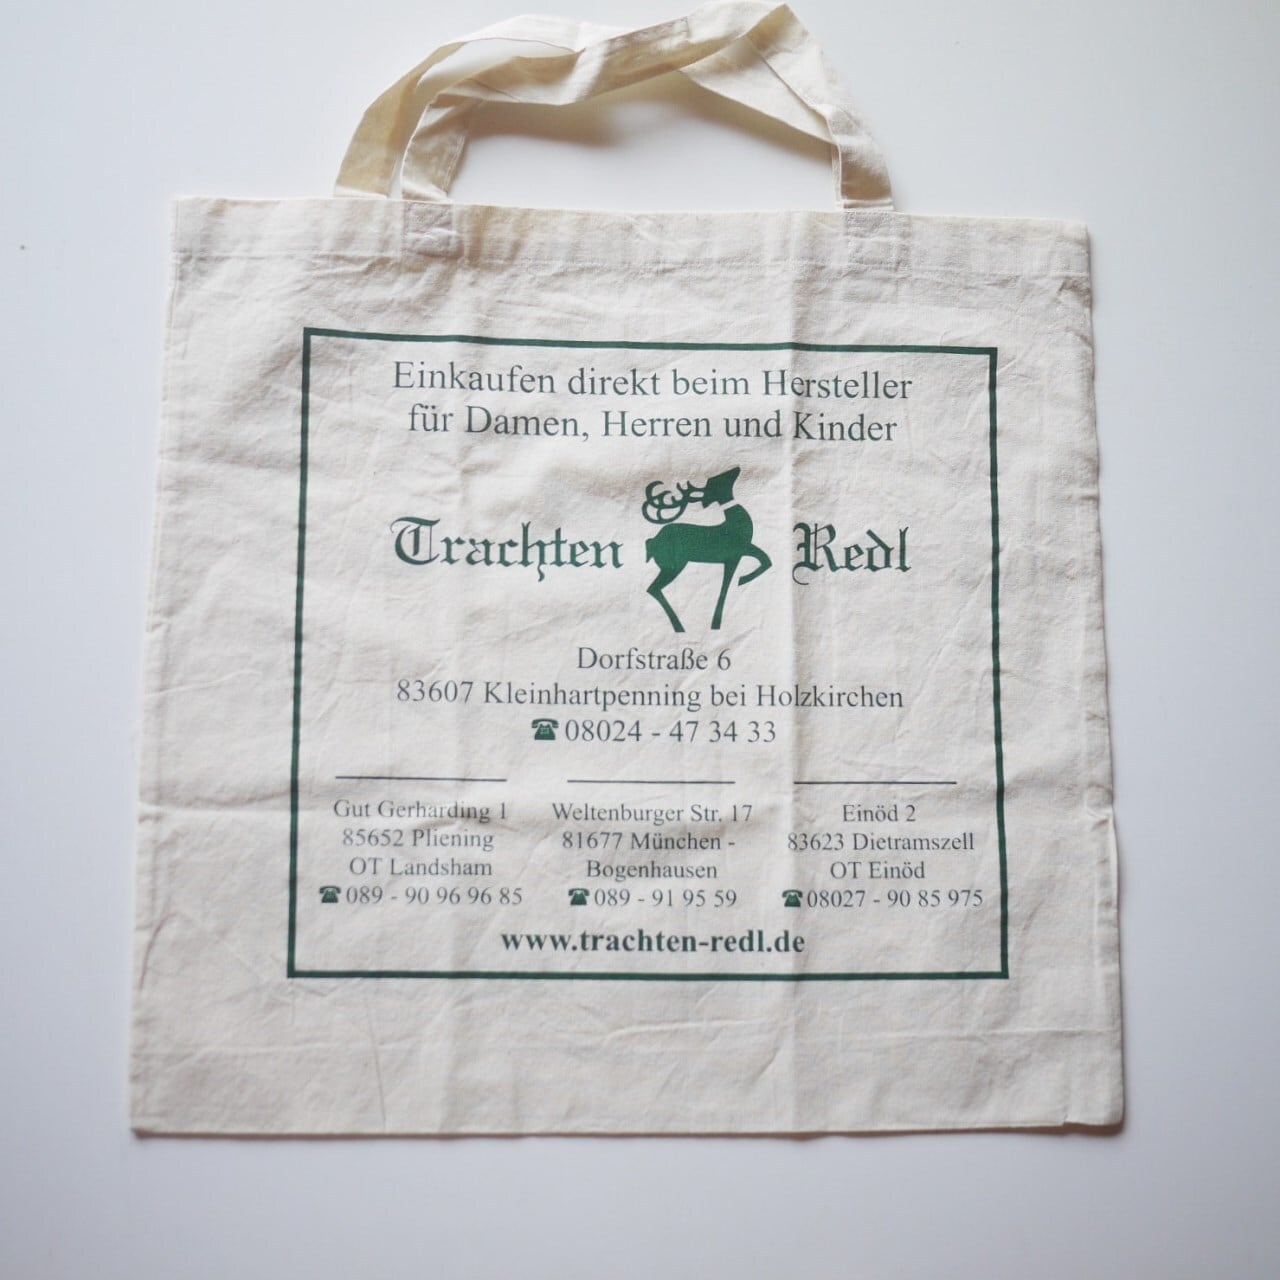 Einkaufen direkt beim Hersteller
für Damen, Herren und Kinder
Trachten Redl
Dorfstraße 6
83607 Kleinhartpenning bei Holzkirchen
☎ 08024 - 47 34 33
Gut Gerharding 1
85652 Pliening
OT Landsham
☎ 089 - 90 96 96 85
Weltenburger Str. 17
81677 München -
Bogenhausen
☎ 089 - 91 95 59
Einöd 2
83623 Dietramszell
OT Einöd
☎ 08027 - 90 85 975
www.trachten-redl.de